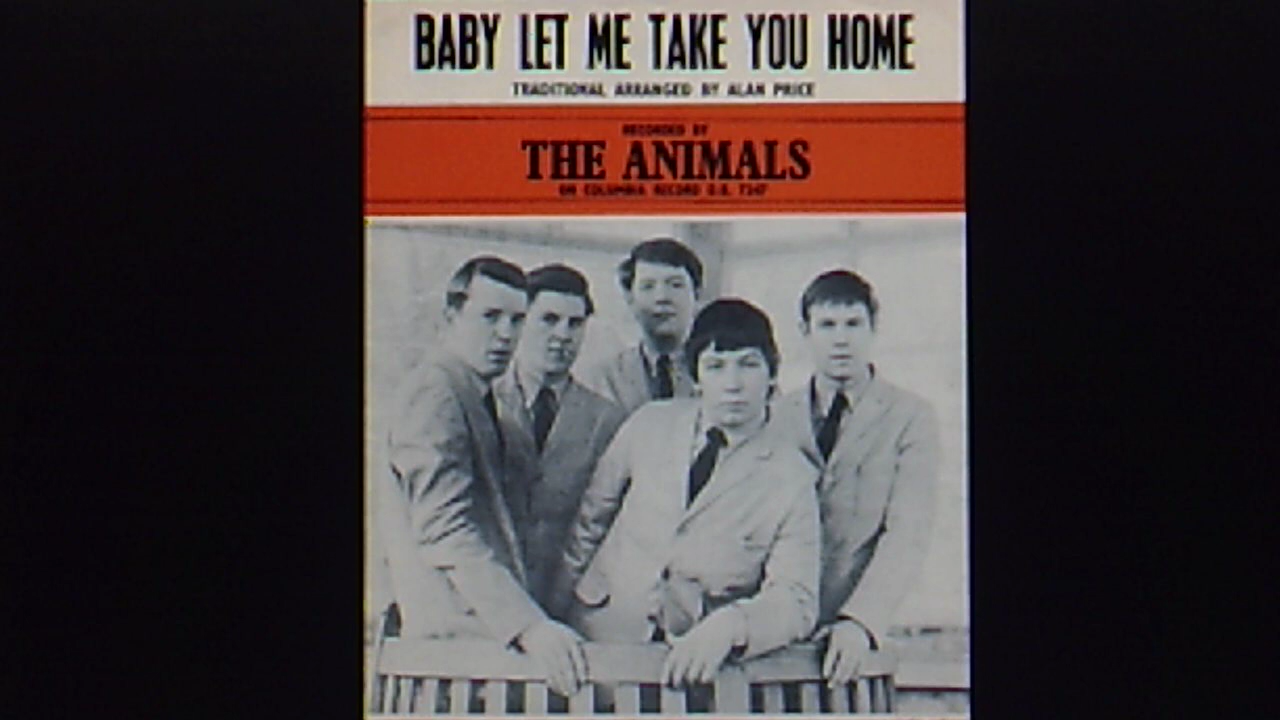 BABY LET ME TAKE YOU HOME
TRADITIONAL ARRANGED BY ALAN PRICE
RECORDED BY
THE ANIMALS
ON COLUMBIA RECORD D.B. 7247